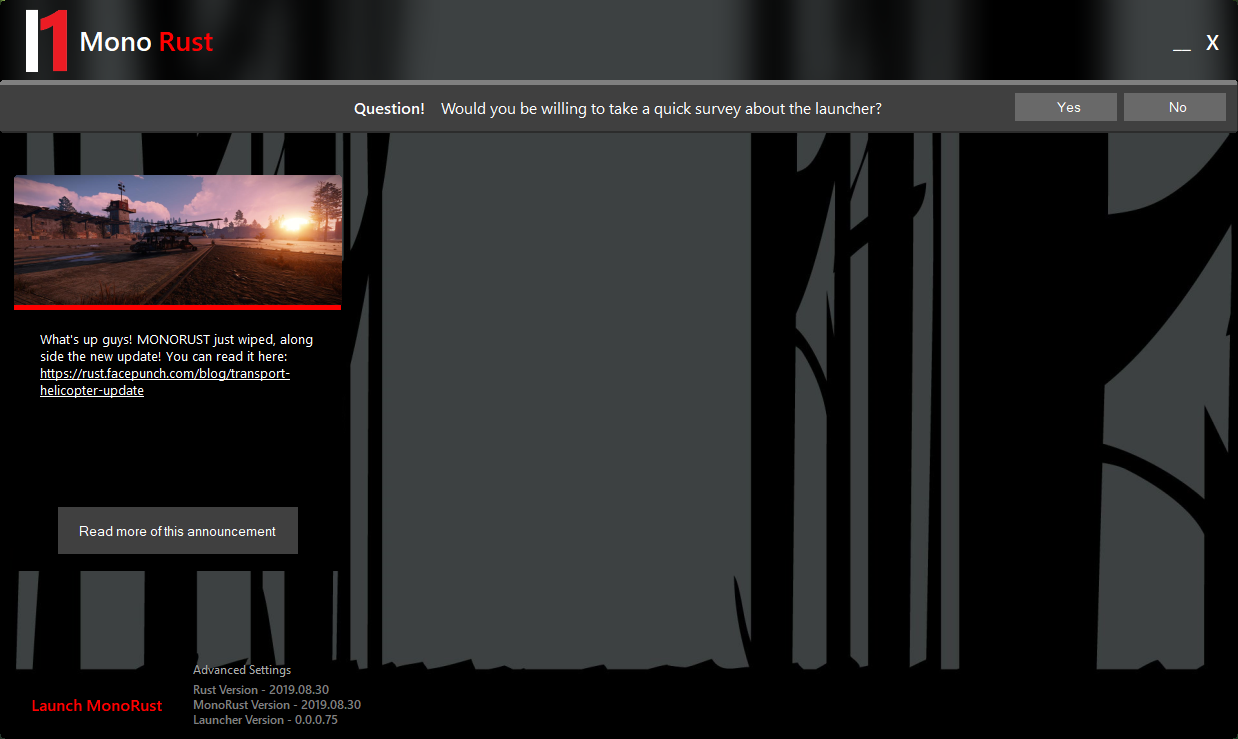 Mono Rust
__ X
Question! Would you be willing to take a quick survey about the launcher?
Yes
No
What's up guys! MONORUST just wiped, along
side the new update! You can read it here:
https://rust.facepunch.com/blog/transport-
helicopter-update
Read more of this announcement
Advanced Settings
Rust Version - 2019.08.30
MonoRust Version - 2019.08.30
Launcher Version - 0.0.0.75
Launch MonoRust